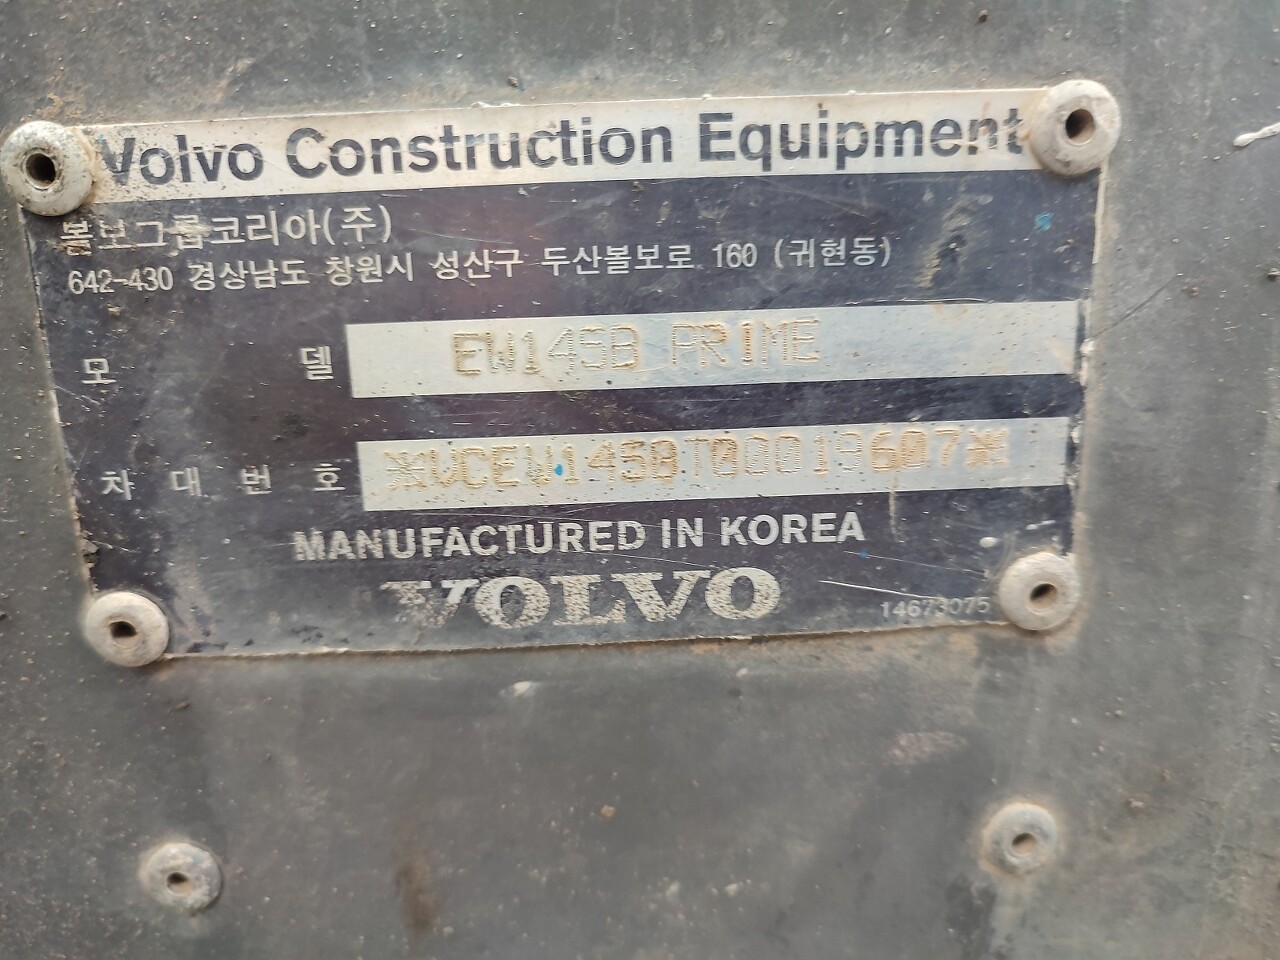 Volvo Construction Equipment
볼보그룹코리아(주)
642-430 경상남도 창원시 성산구 두산볼보로 160 (귀현동)
모 델 EW145B PRIME
차 대 번 호 ※VCEW145BT00019607※
MANUFACTURED IN KOREA
VOLVO
14673075